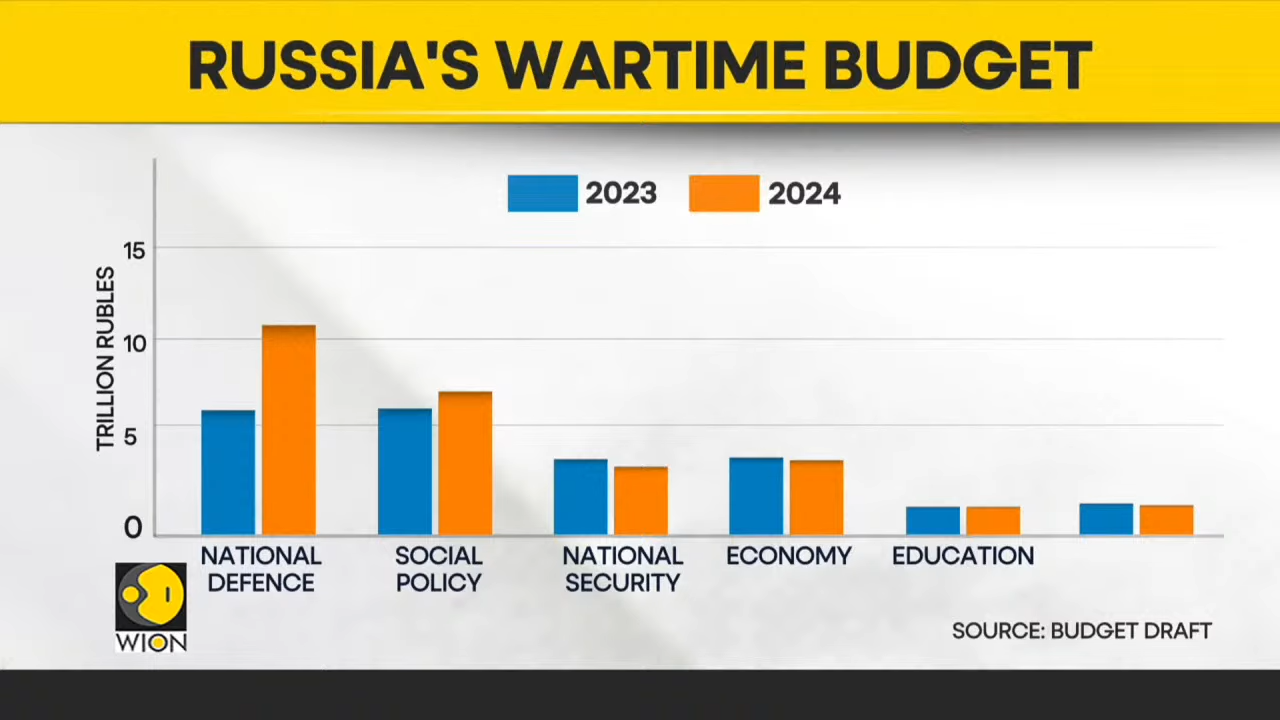 RUSSIA'S WARTIME BUDGET
2023
2024
TRILLION RUBLES
15
10
5
0
NATIONAL
DEFENCE
SOCIAL
POLICY
NATIONAL
SECURITY
ECONOMY
EDUCATION
WION
SOURCE: BUDGET DRAFT